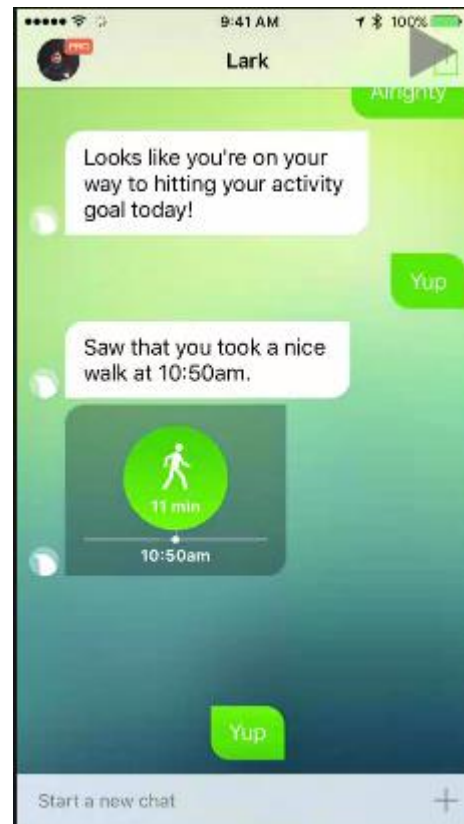 9:41 AM
100%
PRO
Lark
Alrighty
Looks like you're on your
way to hitting your activity
goal today!
Yup
Saw that you took a nice
walk at 10:50am.
11 min
10:50am
Yup
Start a new chat